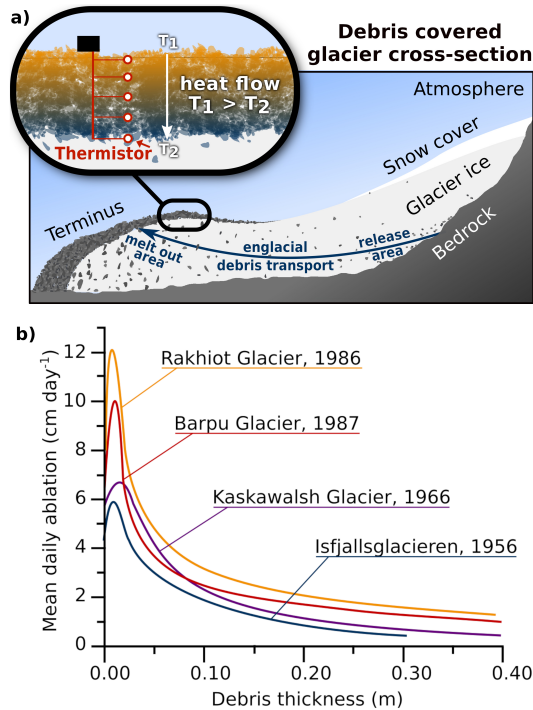 a)
Debris covered
glacier cross-section
T1
heat flow
T1 > T2
Thermistor
T2
Atmosphere
Snow cover
Glacier ice
Bedrock
Terminus
melt out
area
englacial
debris transport
release
area
b)
Mean daily ablation (cm day-1)
12
10
8
6
4
2
0
Rakhiot Glacier, 1986
Barpu Glacier, 1987
Kaskawalsh Glacier, 1966
Isfjallsglacieren, 1956
0.00 0.10 0.20 0.30 0.40
Debris thickness (m)